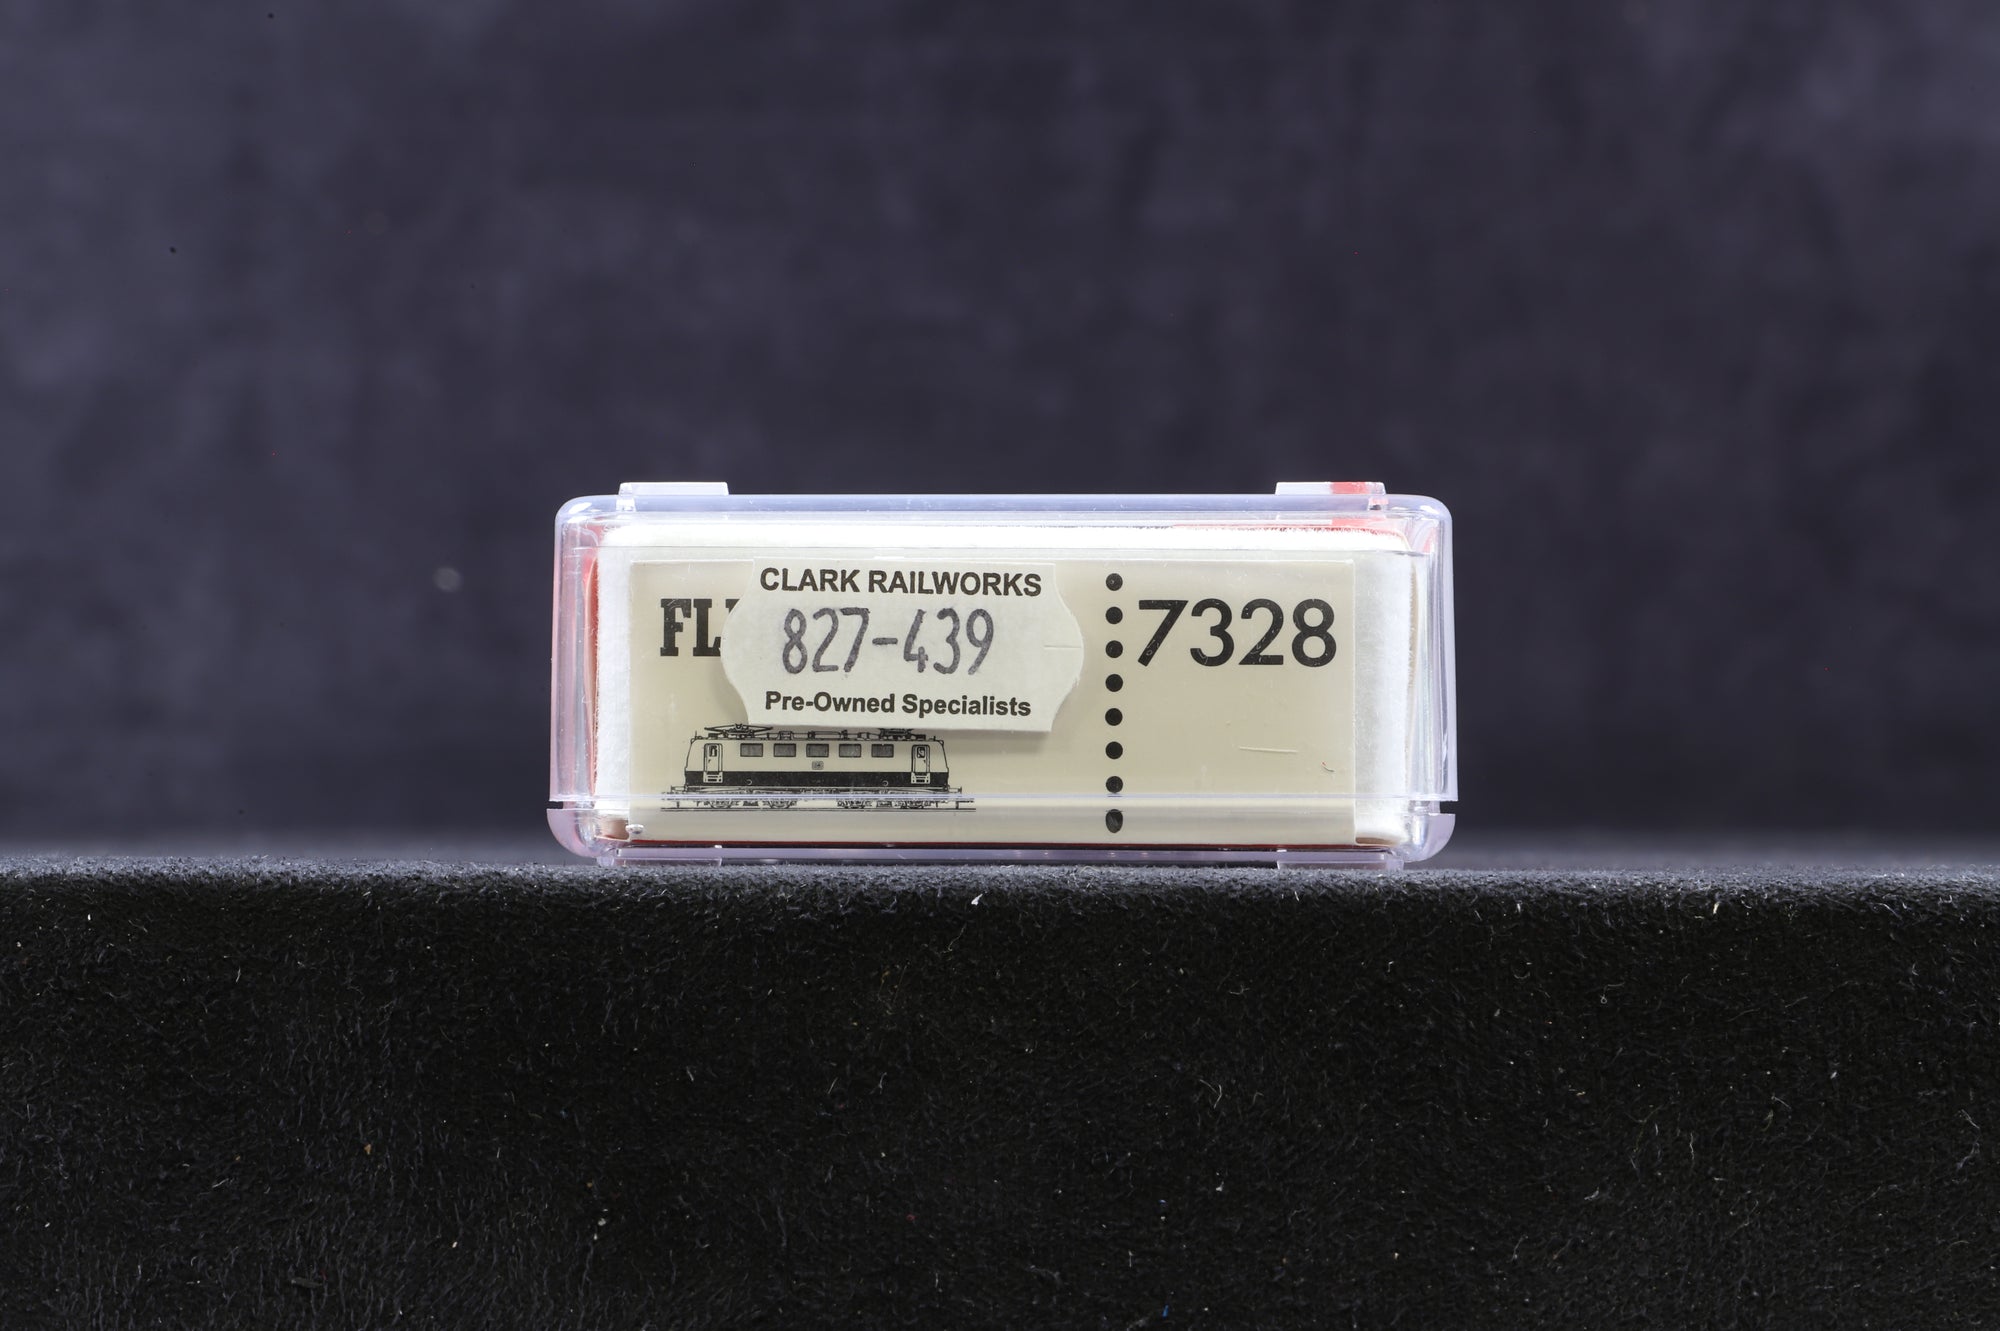 CLARK RAILWORKS
FL 827-439 7328
Pre-Owned Specialists